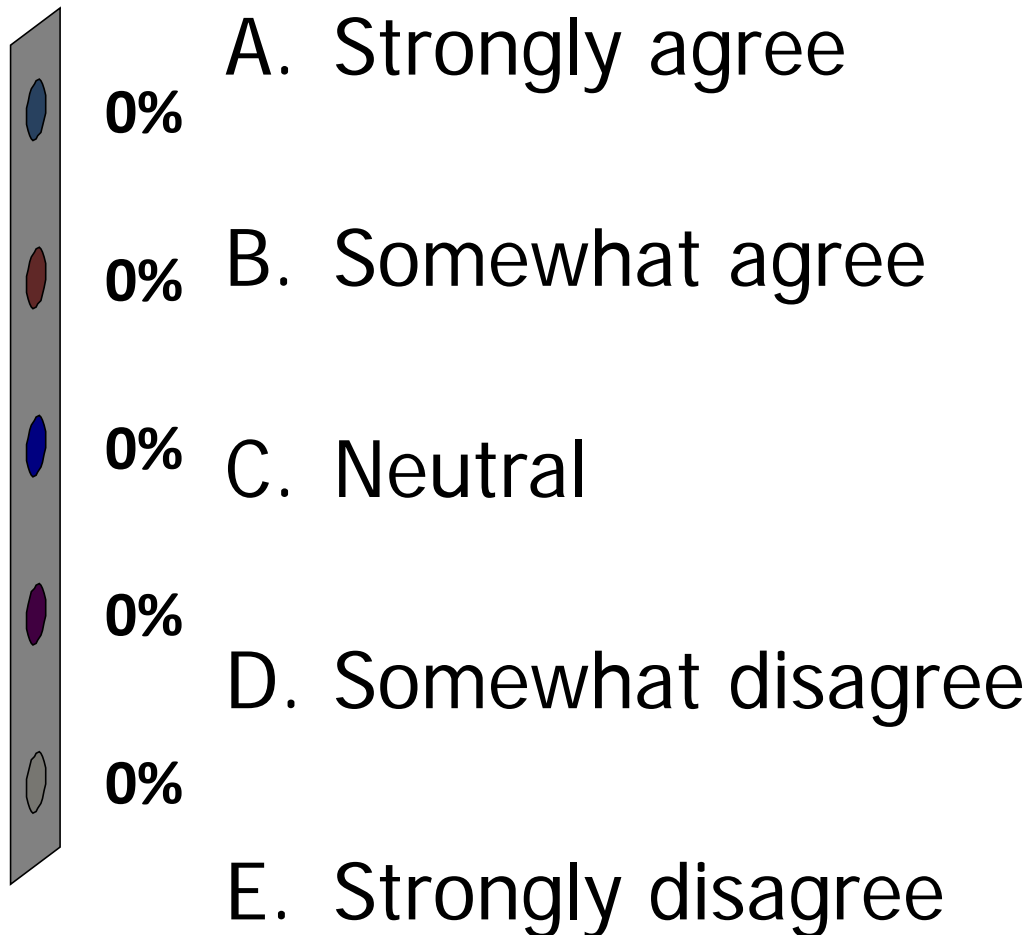 A. Strongly agree
0%
0% B. Somewhat agree
0% C. Neutral
0%
D. Somewhat disagree
0%
E. Strongly disagree